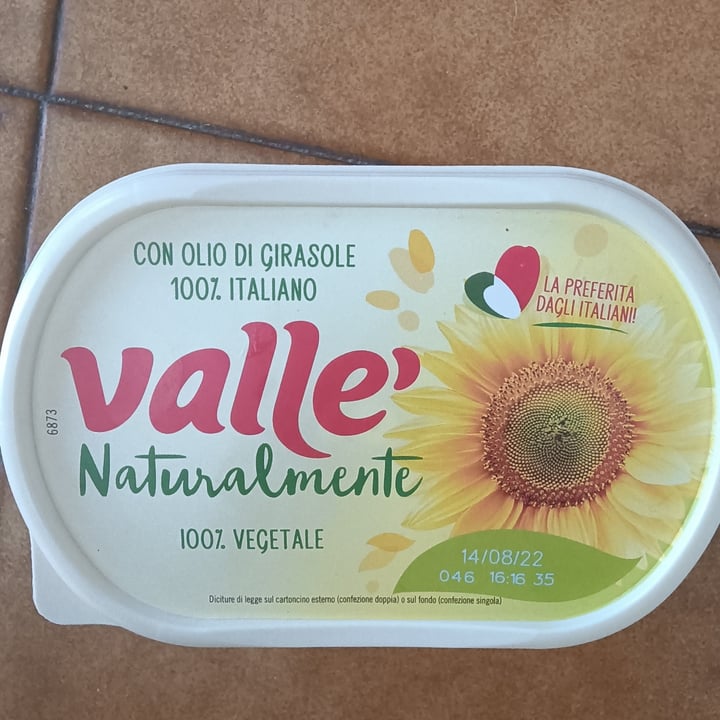 CON OLIO DI GIRASOLE
100% ITALIANO
LA PREFERITA
DAGLI ITALIANI!
valle'
Naturalmente
6873
100% VEGETALE
14/08/22
046 16:16 35
Diciture di legge sul cartoncino esterno (confezione doppia) o sul fondo (confezione singola)